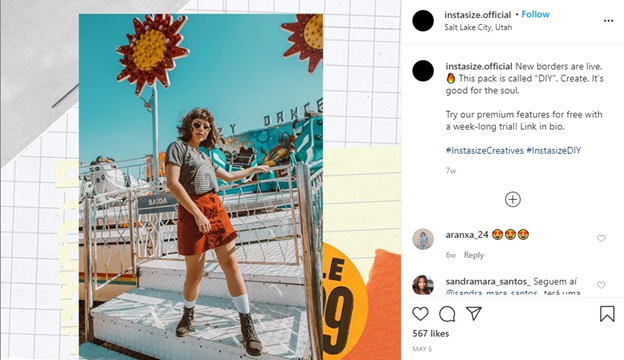 instasize.official • Follow
Salt Lake City, Utah
instasize.official New borders are live.
🔥 This pack is called “DIY”. Create. It's
good for the soul.
Try our premium features for free with
a week-long trial! Link in bio.
#InstasizeCreatives #InstasizeDIY
7w
aranxa_24 😍😍😍
6w Reply
sandramara_santos_ Seguem aí
@sandra_mara_santos_ terá uma
567 likes
MAY 5
DANCE
SAÍDA
LE
9